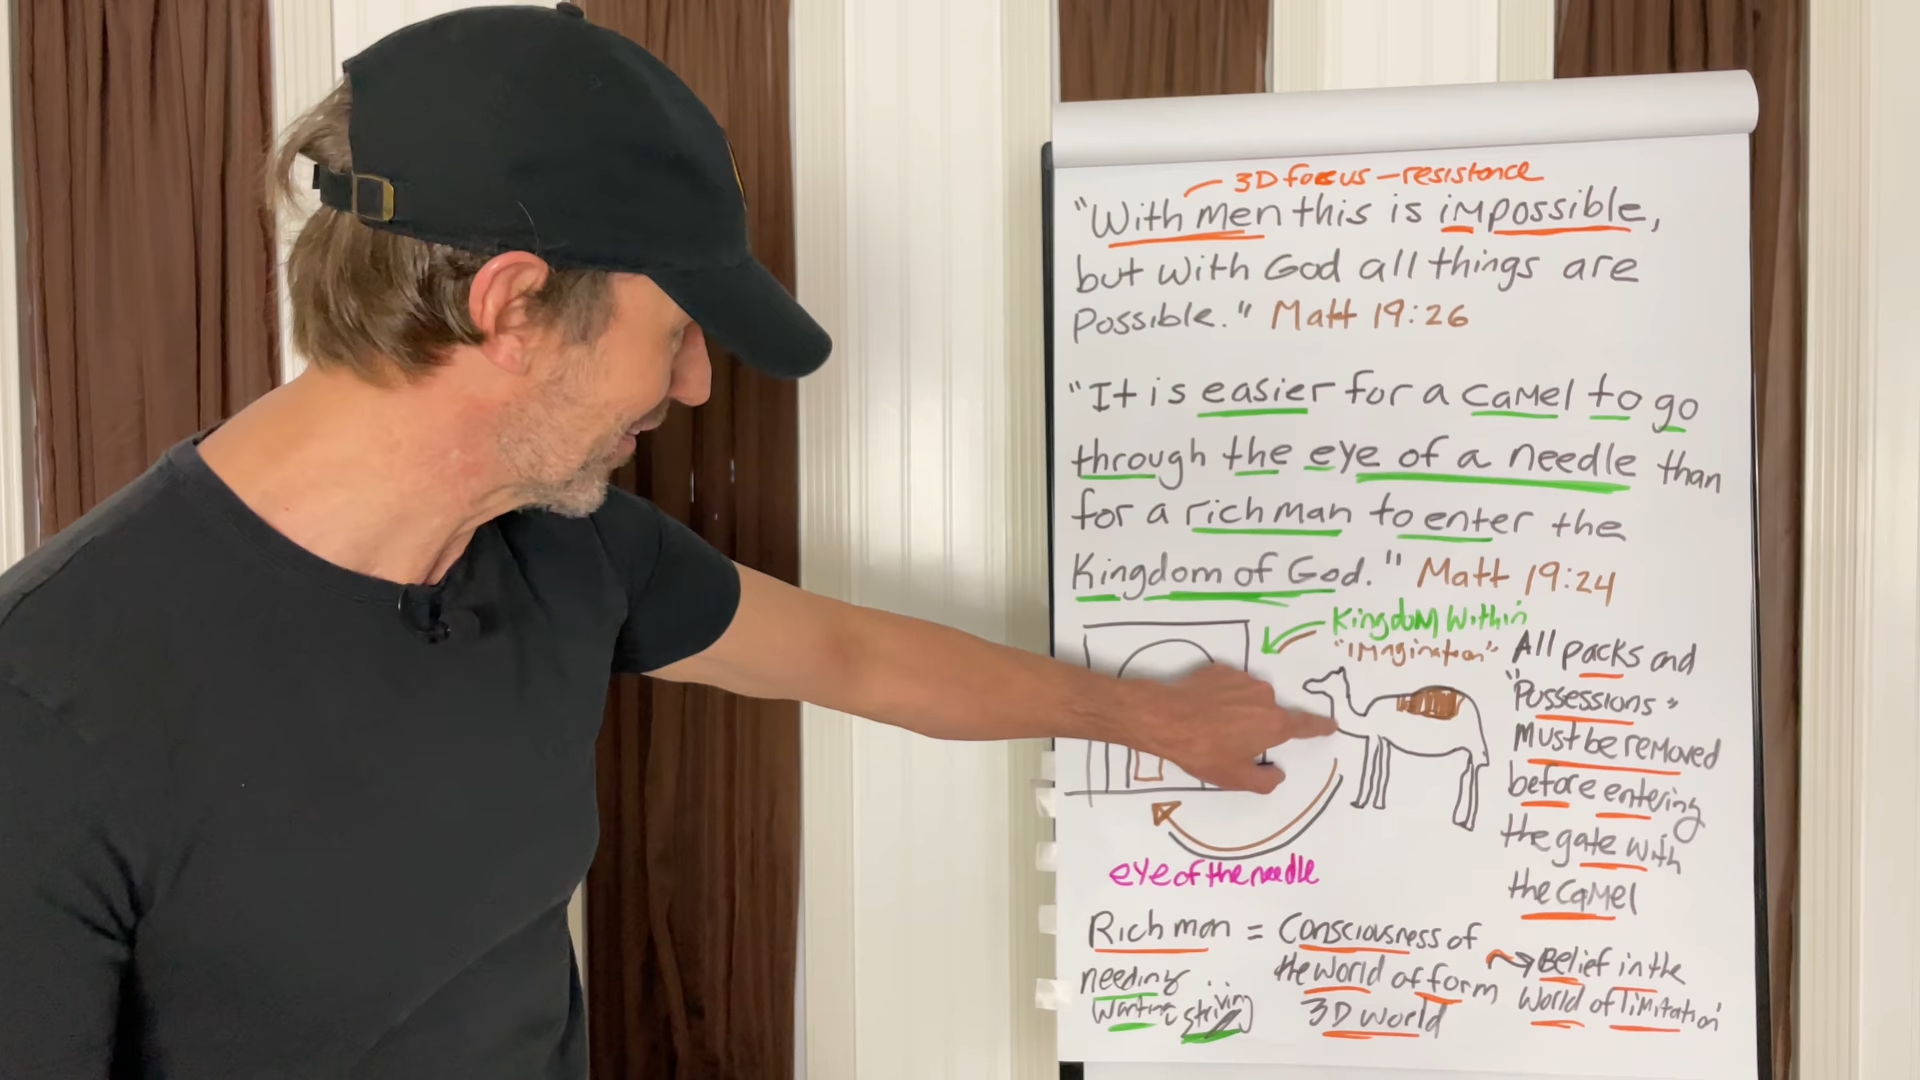 3D focus - resistance
"With men this is impossible,
but with God all things are
Possible." Matt 19:26
"It is easier for a camel to go
through the eye of a needle than
for a rich man to enter the
Kingdom of God." Matt 19:24
Kingdom within
"Imagination"
All packs and
"Pussessions"
Must be removed
before entering
the gate with
the camel
eye of the needle
Rich man = Consciousness of
the world of form
3D world
needing ..
wanting striving
Belief in the
world of limitation